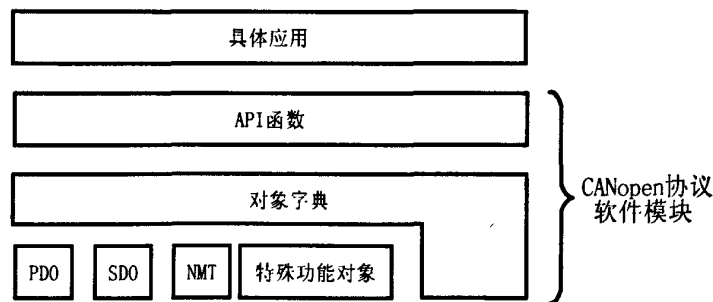 具体应用
API函数
对象字典
PDO
SDO
NMT
特殊功能对象
CANopen协议
软件模块